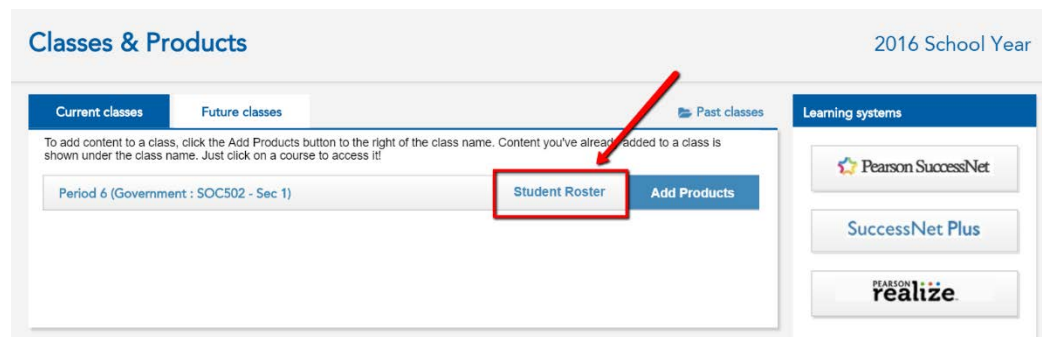 Classes & Products
2016 School Year
Current classes
Future classes
Past classes
To add content to a class, click the Add Products button to the right of the class name. Content you've already added to a class is
shown under the class name. Just click on a course to access it!
Period 6 (Government : SOC502 - Sec 1)
Student Roster
Add Products
Learning systems
Pearson SuccessNet
SuccessNet Plus
PEARSON
realize